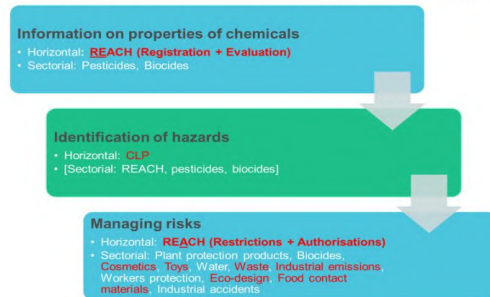 Information on properties of chemicals
• Horizontal: REACH (Registration + Evaluation)
• Sectorial: Pesticides, Biocides
Identification of hazards
• Horizontal: CLP
• [Sectorial: REACH, pesticides, biocides]
Managing risks
• Horizontal: REACH (Restrictions + Authorisations)
• Sectorial: Plant protection products, Biocides,
Cosmetics, Toys, Water, Waste, Industrial emissions,
Workers protection, Eco-design, Food contact
materials, Industrial accidents